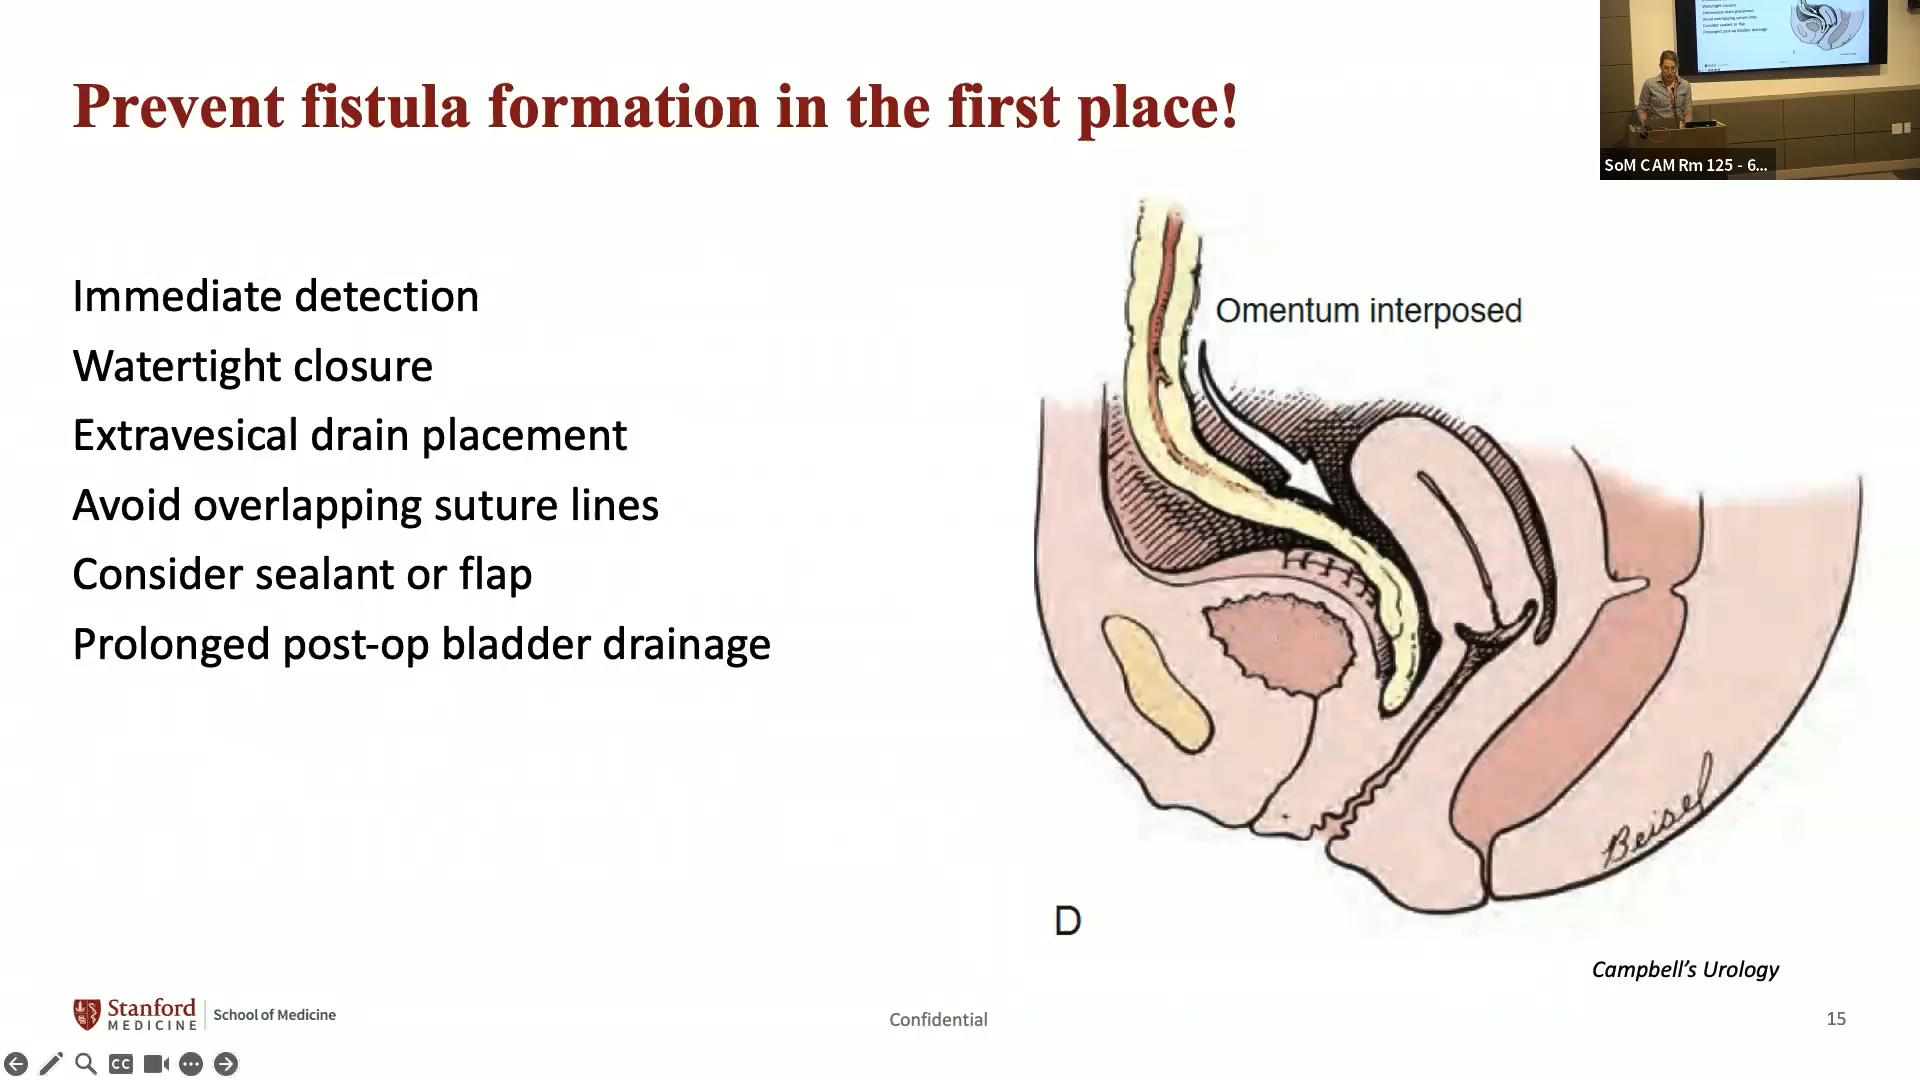 Prevent fistula formation in the first place!
SoM CAM Rm 125 - 6...
Immediate detection
Watertight closure
Extravesical drain placement
Avoid overlapping suture lines
Consider sealant or flap
Prolonged post-op bladder drainage
Omentum interposed
Beisel
D
Campbell's Urology
Stanford
MEDICINE
School of Medicine
Confidential
15
CC